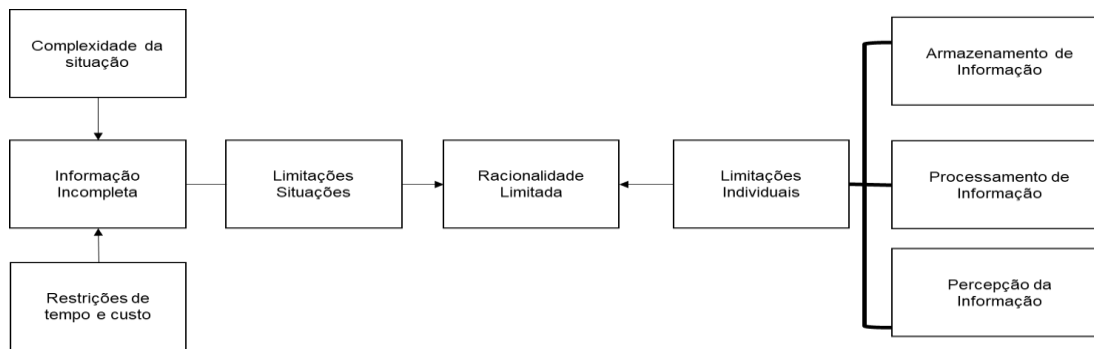 Complexidade da
situação
Armazenamento de
Informação
Informação
Incompleta
Limitações
Situações
Racionalidade
Limitada
Limitações
Individuais
Processamento de
Informação
Restrições de
tempo e custo
Percepção da
Informação